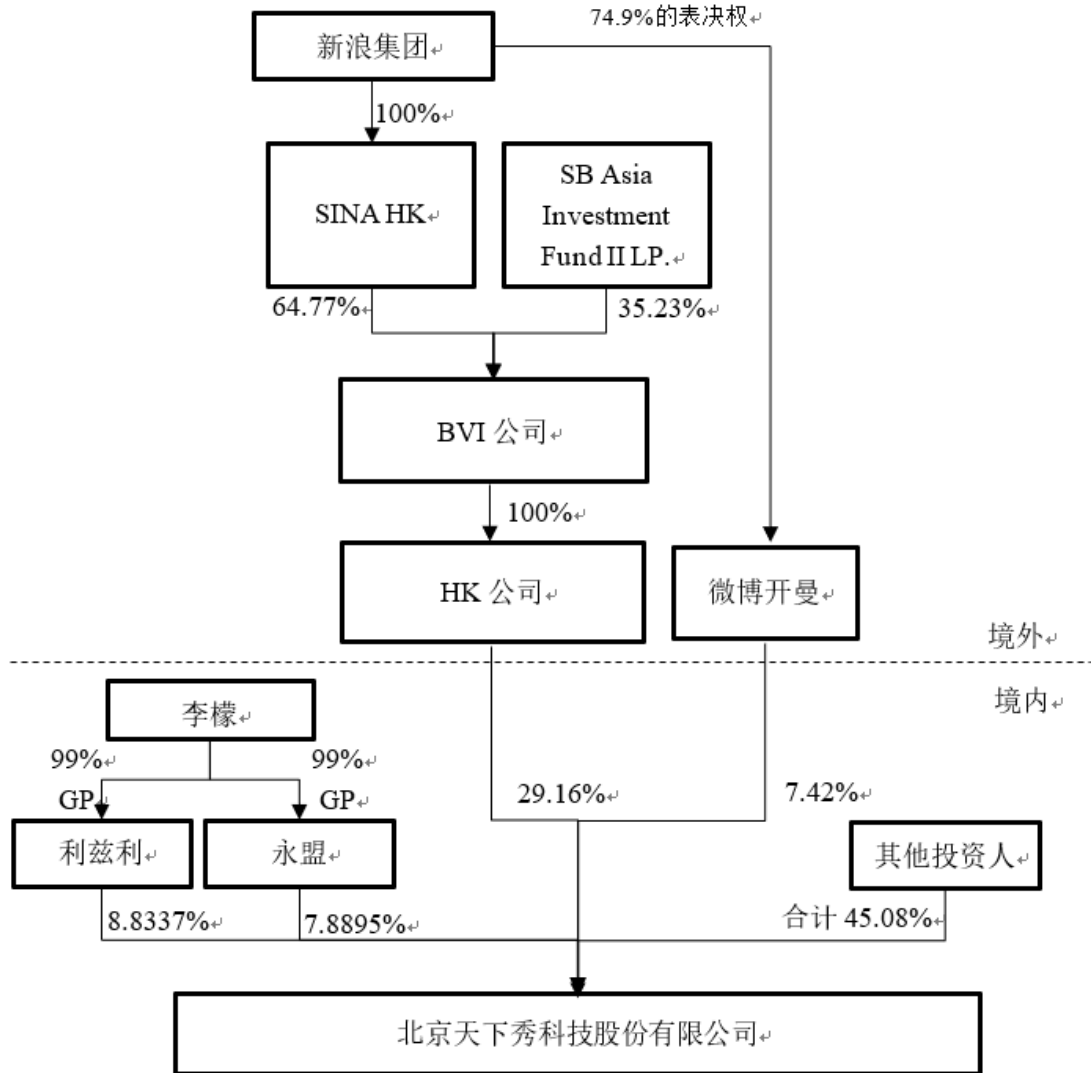 74.9%的表决权
新浪集团
100%
SINA HK
SB Asia
Investment
Fund II LP.
64.77%
35.23%
BVI 公司
100%
HK 公司
微博开曼
境外
境内
李檬
99%
99%
GP
GP
29.16%
7.42%
利兹利
永盟
其他投资人
8.8337%
7.8895%
合计 45.08%
北京天下秀科技股份有限公司